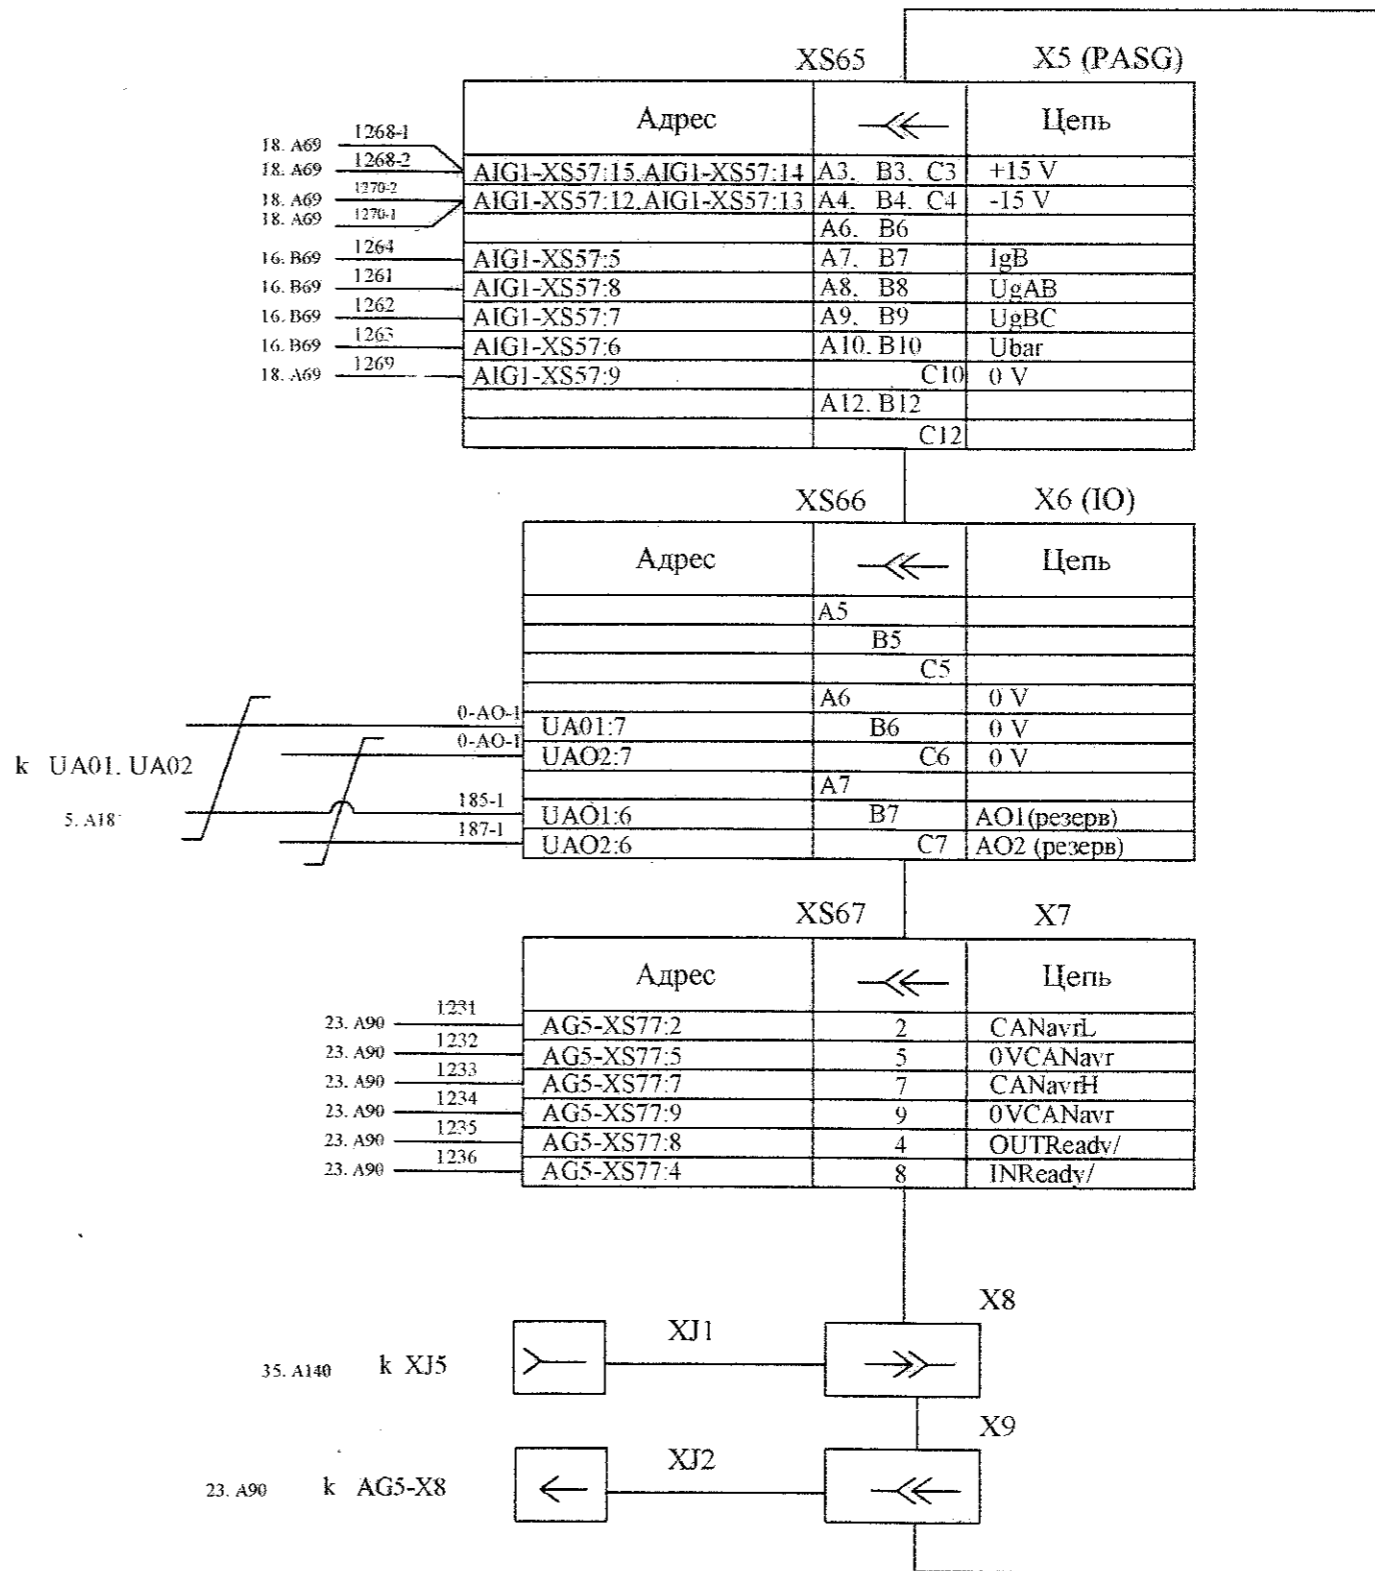 XS65 X5 (PASG)
Адрес Цепь
1268-1
18. A69
1268-2
18. A69 AIG1-XS57:15.AIG1-XS57:14 A3. B3. C3 +15 V
1270-2
18. A69 AIG1-XS57:12.AIG1-XS57:13 A4. B4. C4 -15 V
18. A69 1270-1
A6. B6
1264
16. B69 AIG1-XS57:5 A7. B7 IgB
1261
16. B69 AIG1-XS57:8 A8. B8 UgAB
1262
16. B69 AIG1-XS57:7 A9. B9 UgBC
1263
16. B69 AIG1-XS57:6 A10. B10 Ubar
1269
18. A69 AIG1-XS57:9 C10 0 V
A12. B12
C12
XS66 X6 (IO)
Адрес Цепь
A5
B5
C5
A6 0 V
0-AO-1
UA01:7 B6 0 V
0-AO-1
UAO2:7 C6 0 V
k UA01. UA02
A7
185-1
5. A18 UAO1:6 B7 AO1(резерв)
187-1
UAO2:6 C7 AO2 (резерв)
XS67 X7
Адрес Цепь
1231
23. A90 AG5-XS77:2 2 CANavrL
1232
23. A90 AG5-XS77:5 5 0VCANavr
1233
23. A90 AG5-XS77:7 7 CANavrH
1234
23. A90 AG5-XS77:9 9 0VCANavr
1235
23. A90 AG5-XS77:8 4 OUTReady/
1236
23. A90 AG5-XS77:4 8 INReady/
X8
XJ1
35. A140 k XJ5
X9
XJ2
23. A90 k AG5-X8